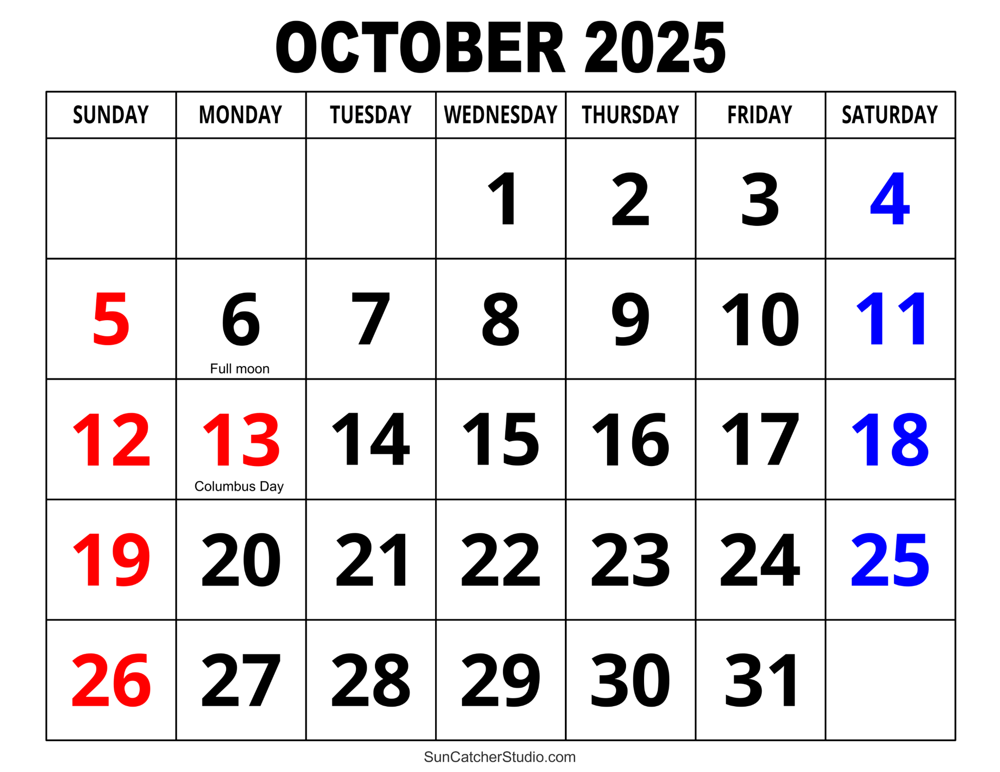 OCTOBER 2025
SUNDAY MONDAY TUESDAY WEDNESDAY THURSDAY FRIDAY SATURDAY
1 2 3 4
5 6 7 8 9 10 11
Full moon
12 13 14 15 16 17 18
Columbus Day
19 20 21 22 23 24 25
26 27 28 29 30 31
SunCatcherStudio.com